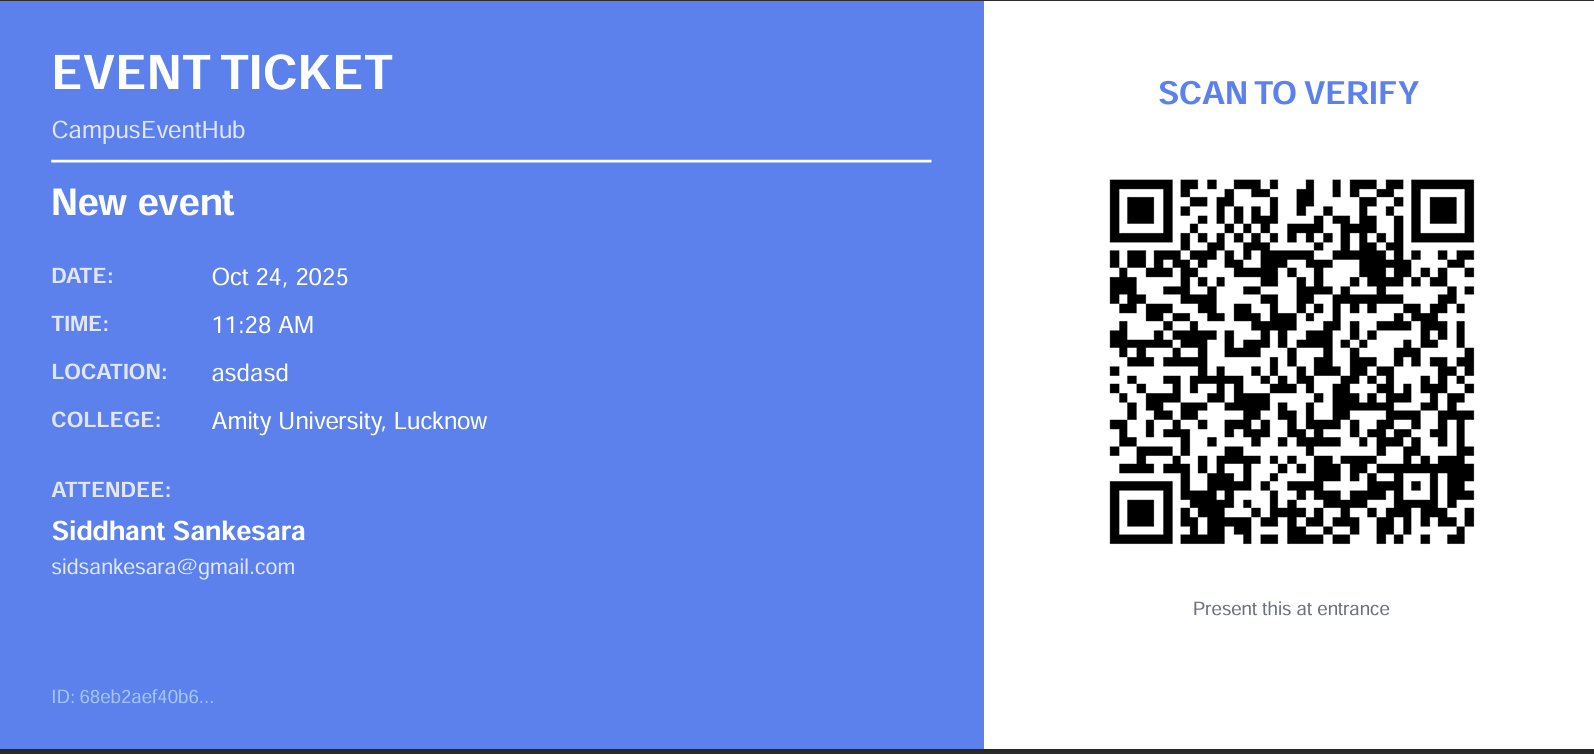 EVENT TICKET
CampusEventHub
New event
DATE: Oct 24, 2025
TIME: 11:28 AM
LOCATION: asdasd
COLLEGE: Amity University, Lucknow
ATTENDEE:
Siddhant Sankesara
sidsankesara@gmail.com
ID: 68eb2aef40b6...
SCAN TO VERIFY
Present this at entrance